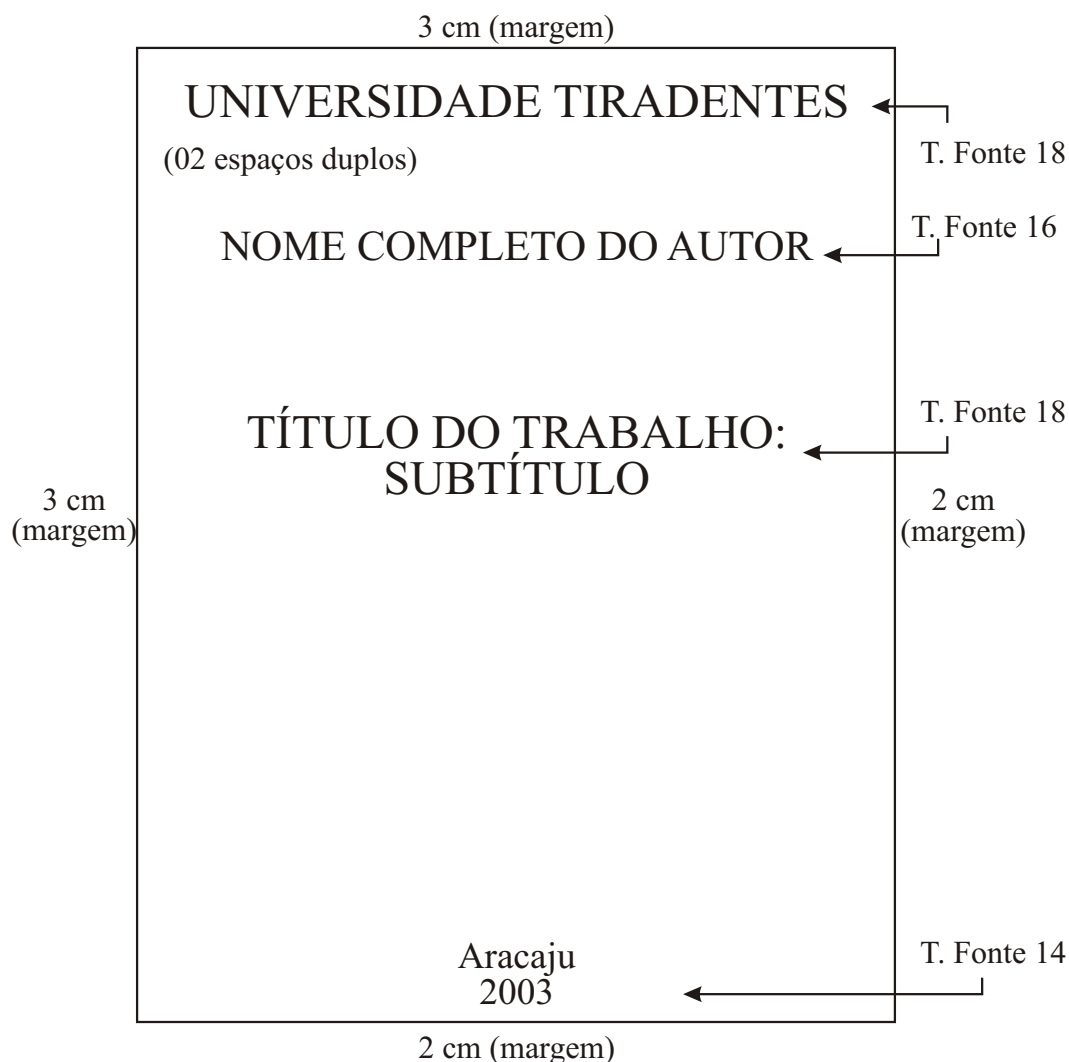 3 cm (margem)
UNIVERSIDADE TIRADENTES
T. Fonte 18
(02 espaços duplos)
T. Fonte 16
NOME COMPLETO DO AUTOR
T. Fonte 18
TÍTULO DO TRABALHO:
SUBTÍTULO
3 cm
(margem)
2 cm
(margem)
Aracaju
2003
T. Fonte 14
2 cm (margem)